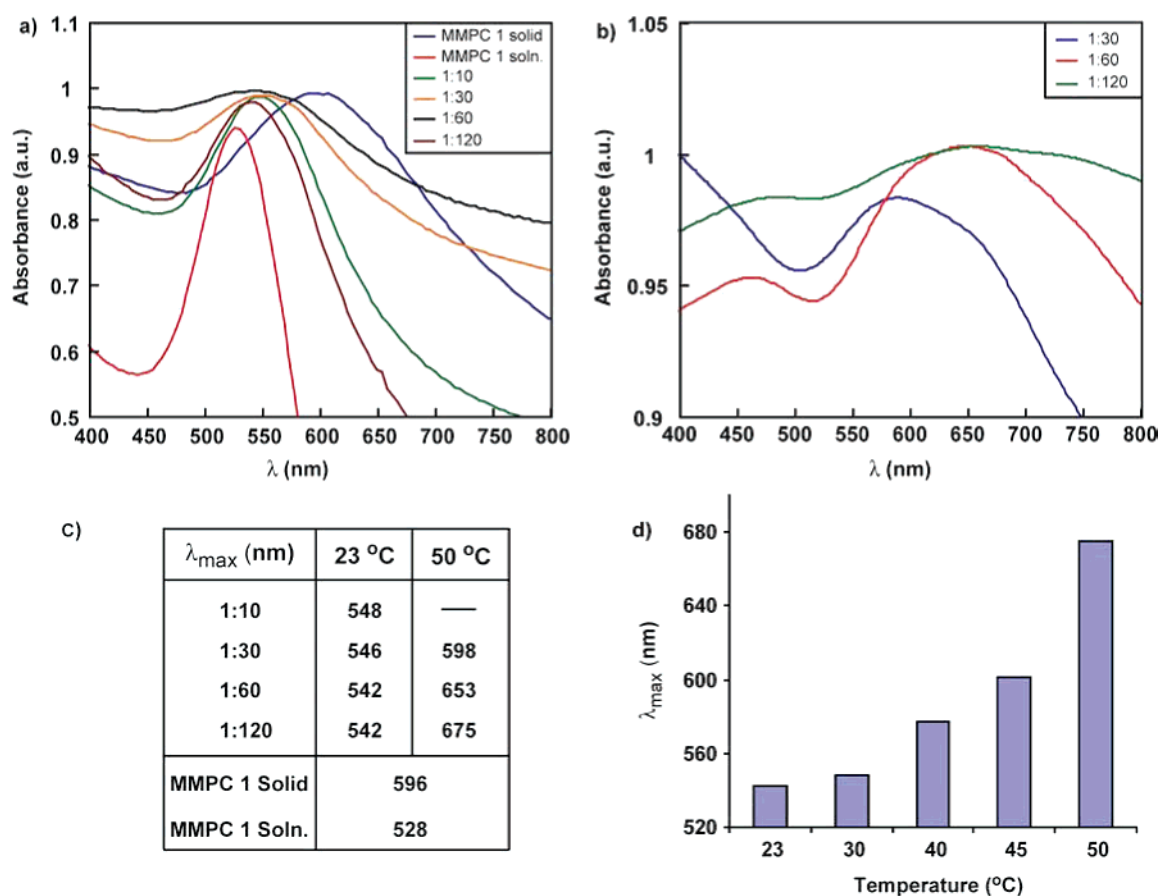 a)
1.1
1
0.9
0.8
0.7
0.6
0.5
Absorbance (a.u.)
400 450 500 550 600 650 700 750 800
λ (nm)
MMPC 1 solid
MMPC 1 soln.
1:10
1:30
1:60
1:120
b)
1.05
1
0.95
0.9
Absorbance (a.u.)
400 450 500 550 600 650 700 750 800
λ (nm)
1:30
1:60
1:120
c)
λmax (nm) 23 °C 50 °C
1:10 548 —
1:30 546 598
1:60 542 653
1:120 542 675
MMPC 1 Solid 596
MMPC 1 Soln. 528
d)
680
640
600
560
520
λmax (nm)
23 30 40 45 50
Temperature (°C)